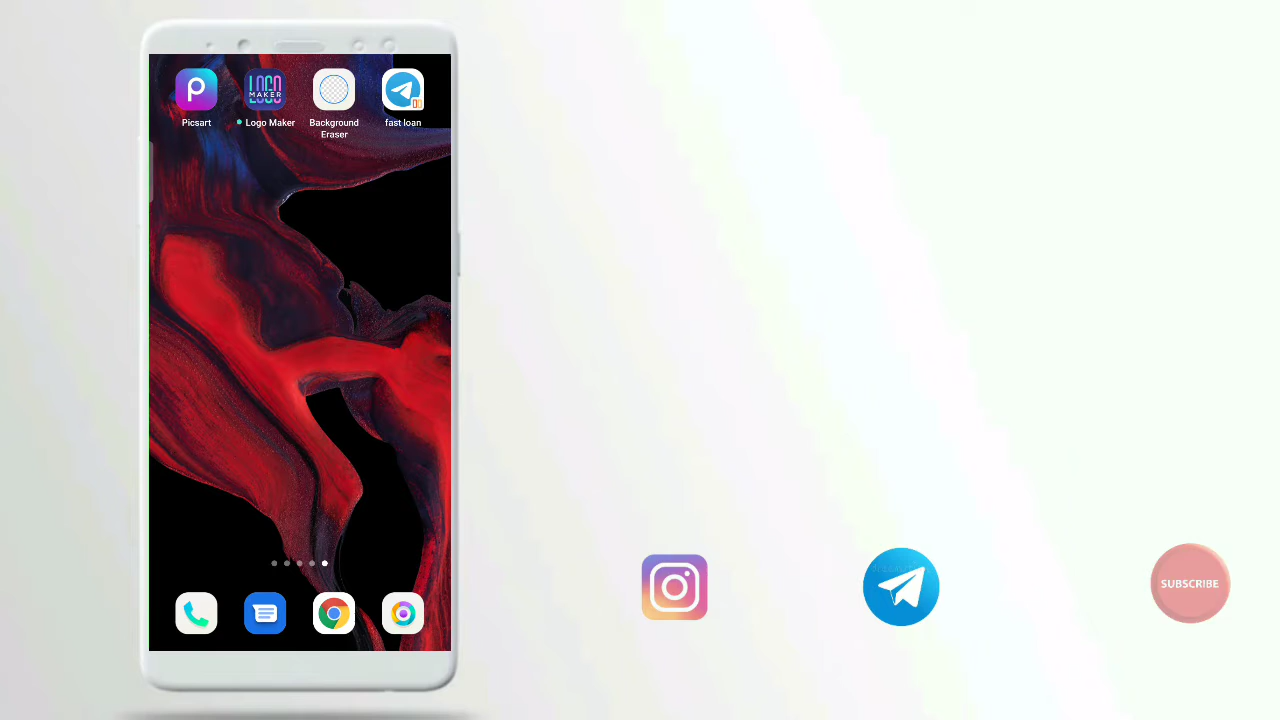 Picsart
Logo Maker
Background
Eraser
fast loan
LOGO
MAKER
SUBSCRIBE